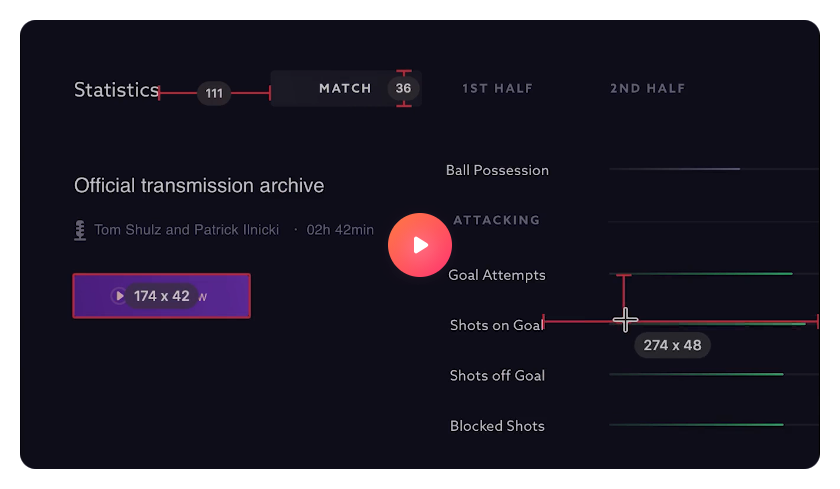 Statistics
111
MATCH
36
1ST HALF
2ND HALF
Official transmission archive
Tom Shulz and Patrick Ilnicki · 02h 42min
174 x 42
Ball Possession
ATTACKING
Goal Attempts
Shots on Goal
274 x 48
Shots off Goal
Blocked Shots